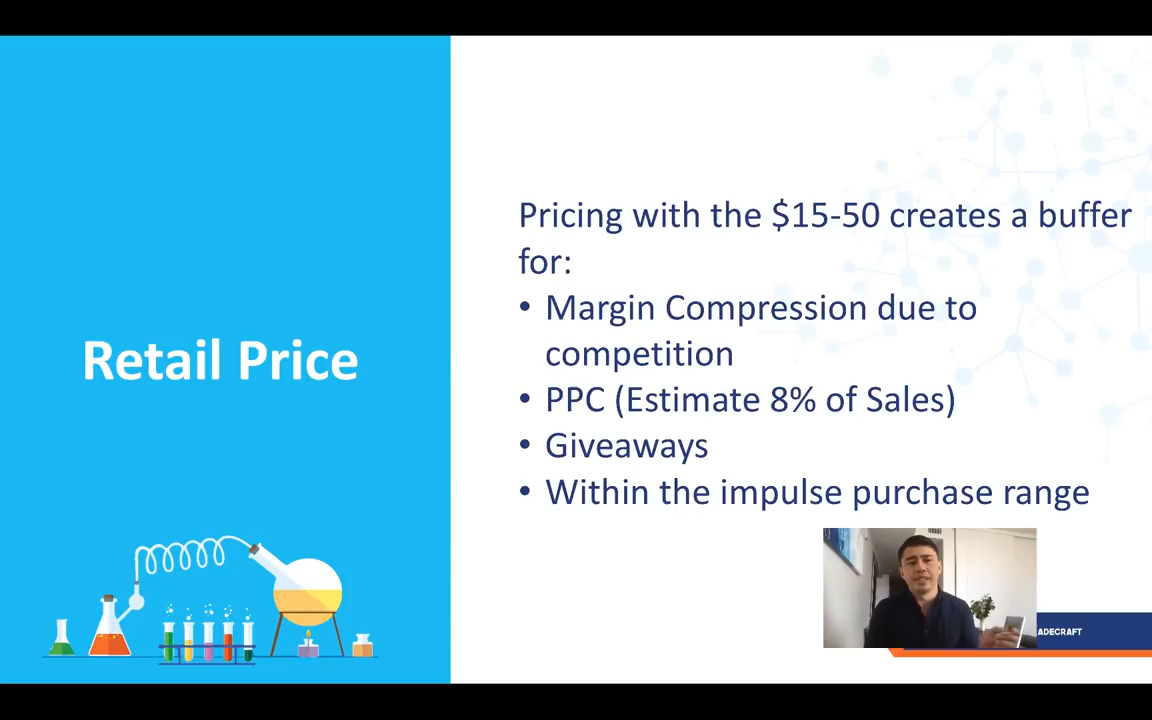 Retail Price
Pricing with the $15-50 creates a buffer
for:
• Margin Compression due to
competition
• PPC (Estimate 8% of Sales)
• Giveaways
• Within the impulse purchase range
ADECRAFT